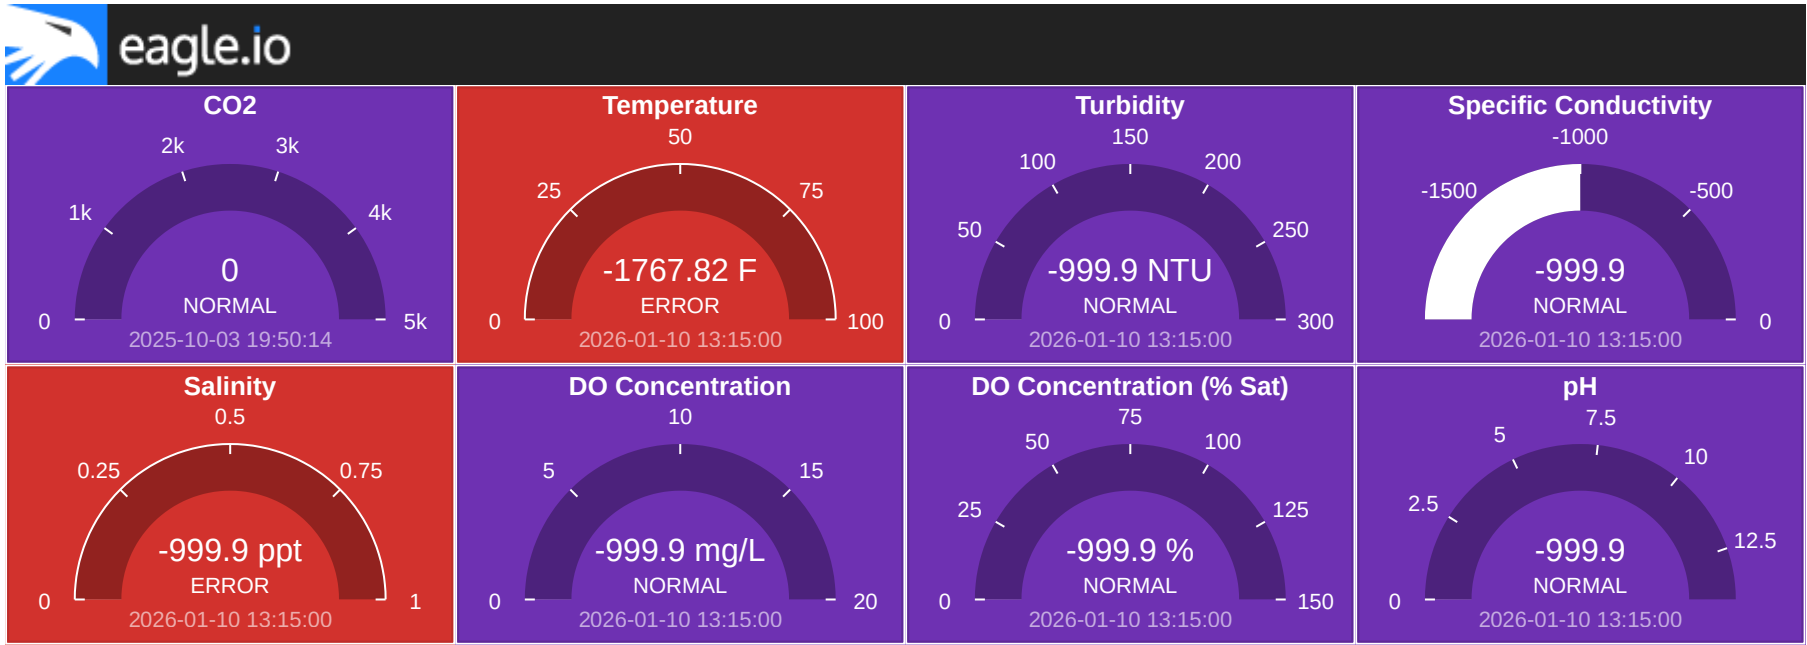 eagle.io
CO2
2k 3k
1k 4k
0
NORMAL
0 5k
2025-10-03 19:50:14
Temperature
50
25 75
-1767.82 F
ERROR
0 100
2026-01-10 13:15:00
Turbidity
150
100 200
50 250
-999.9 NTU
NORMAL
0 300
2026-01-10 13:15:00
Specific Conductivity
-1000
-1500 -500
-999.9
NORMAL
0
2026-01-10 13:15:00
Salinity
0.5
0.25 0.75
-999.9 ppt
ERROR
0 1
2026-01-10 13:15:00
DO Concentration
10
5 15
-999.9 mg/L
NORMAL
0 20
2026-01-10 13:15:00
DO Concentration (% Sat)
75
50 100
25 125
-999.9 %
NORMAL
0 150
2026-01-10 13:15:00
pH
7.5
5 10
2.5 12.5
-999.9
NORMAL
0
2026-01-10 13:15:00